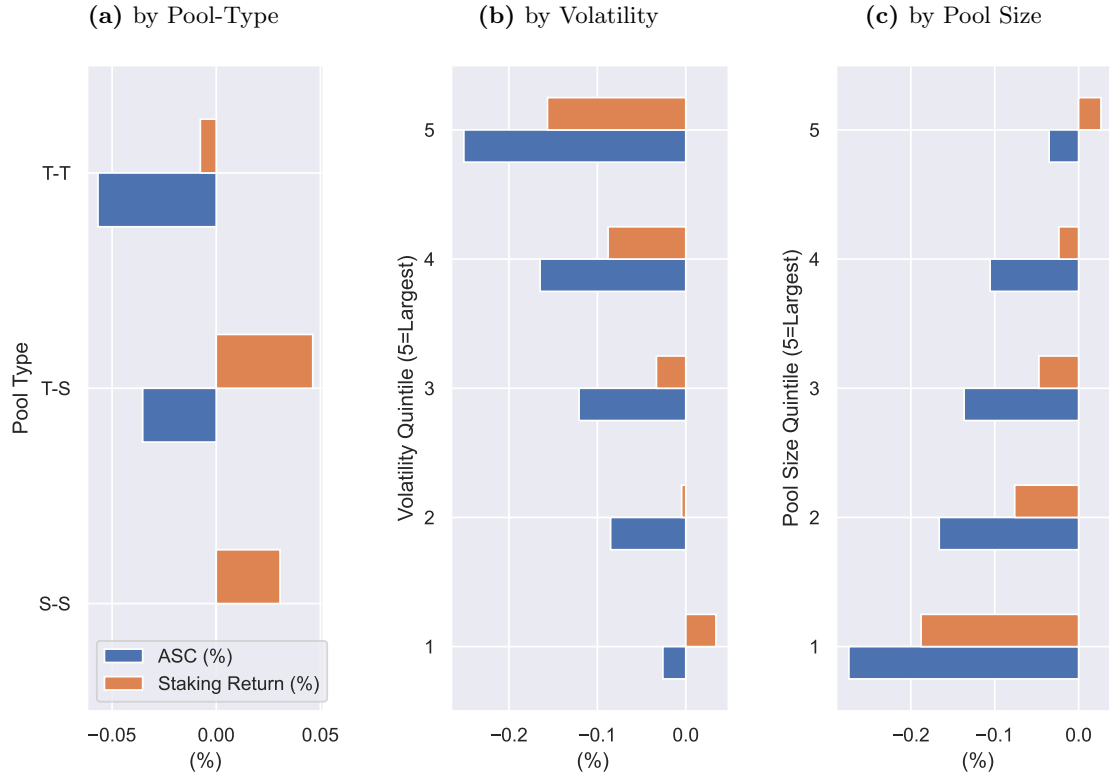 (a) by Pool-Type
(b) by Volatility
(c) by Pool Size
Pool Type
T-T
T-S
S-S
ASC (%)
Staking Return (%)
−0.05
0.00
0.05
(%)
Volatility Quintile (5=Largest)
5
4
3
2
1
−0.2
−0.1
0.0
(%)
Pool Size Quintile (5=Largest)
5
4
3
2
1
−0.2
−0.1
0.0
(%)